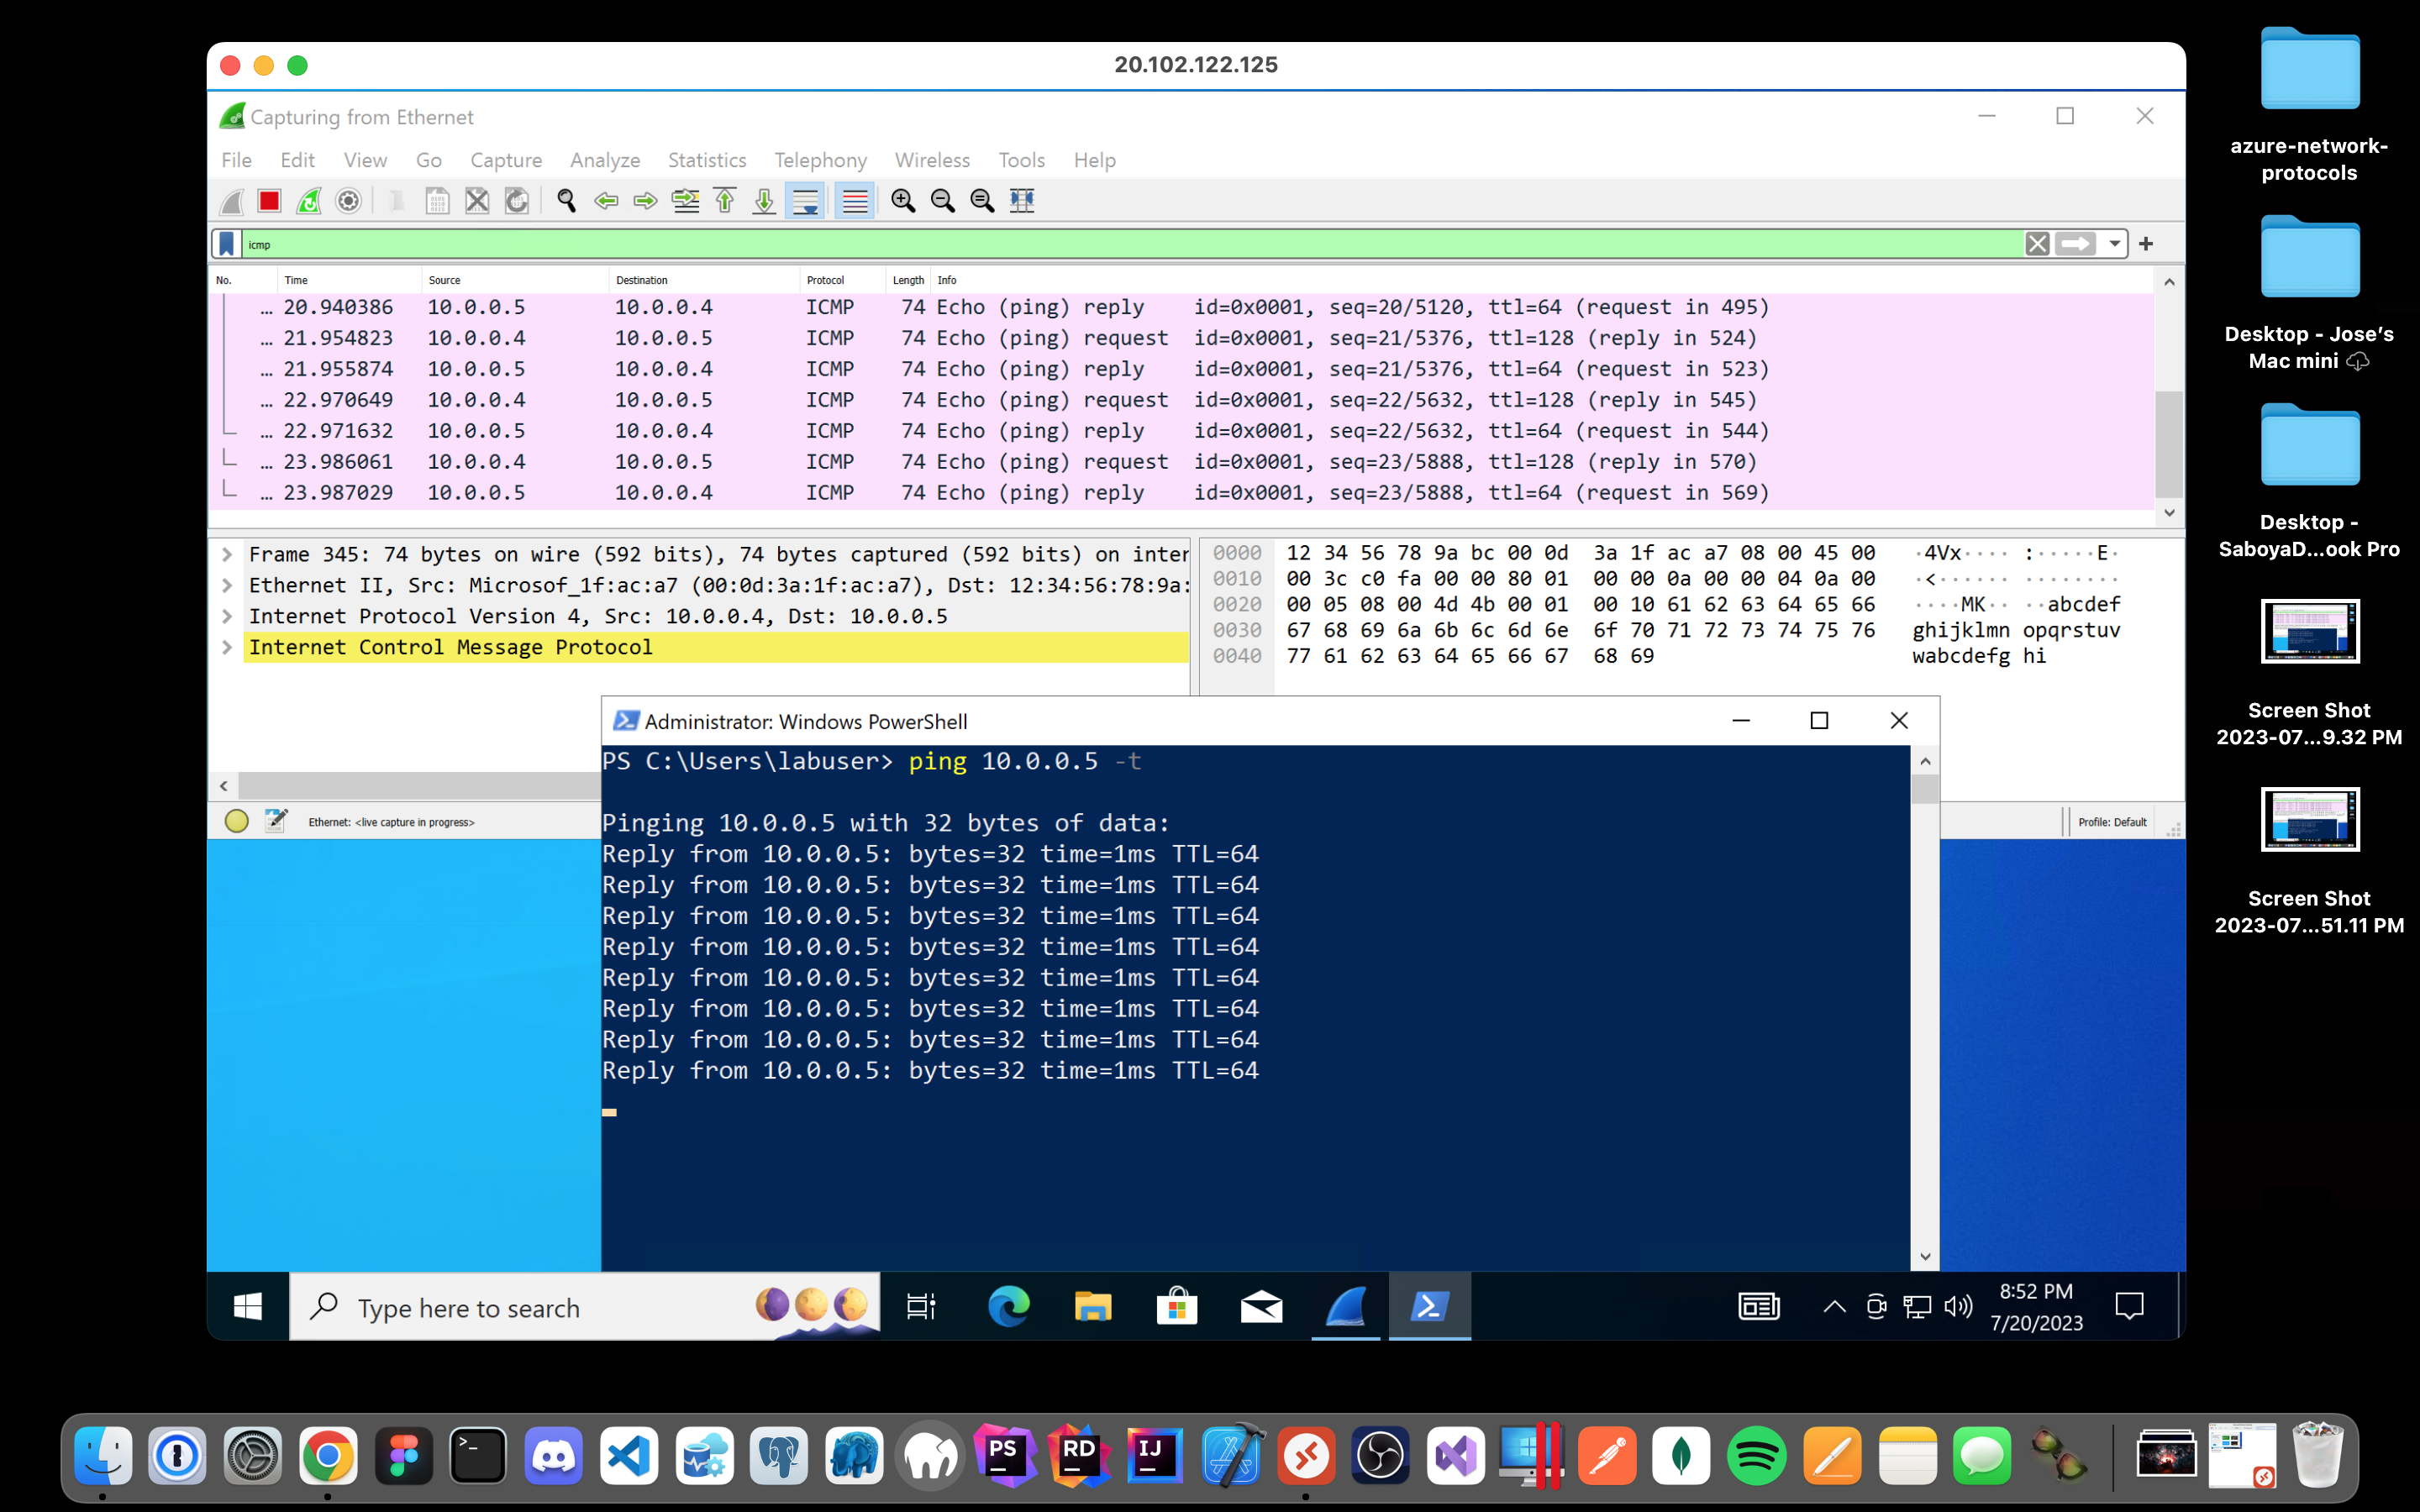 20.102.122.125
Capturing from Ethernet
File Edit View Go Capture Analyze Statistics Telephony Wireless Tools Help
icmp
No. Time Source Destination Protocol Length Info
... 20.940386 10.0.0.5 10.0.0.4 ICMP 74 Echo (ping) reply id=0x0001, seq=20/5120, ttl=64 (request in 495)
... 21.954823 10.0.0.4 10.0.0.5 ICMP 74 Echo (ping) request id=0x0001, seq=21/5376, ttl=128 (reply in 524)
... 21.955874 10.0.0.5 10.0.0.4 ICMP 74 Echo (ping) reply id=0x0001, seq=21/5376, ttl=64 (request in 523)
... 22.970649 10.0.0.4 10.0.0.5 ICMP 74 Echo (ping) request id=0x0001, seq=22/5632, ttl=128 (reply in 545)
... 22.971632 10.0.0.5 10.0.0.4 ICMP 74 Echo (ping) reply id=0x0001, seq=22/5632, ttl=64 (request in 544)
... 23.986061 10.0.0.4 10.0.0.5 ICMP 74 Echo (ping) request id=0x0001, seq=23/5888, ttl=128 (reply in 570)
... 23.987029 10.0.0.5 10.0.0.4 ICMP 74 Echo (ping) reply id=0x0001, seq=23/5888, ttl=64 (request in 569)
Frame 345: 74 bytes on wire (592 bits), 74 bytes captured (592 bits) on inter
Ethernet II, Src: Microsof_1f:ac:a7 (00:0d:3a:1f:ac:a7), Dst: 12:34:56:78:9a:
Internet Protocol Version 4, Src: 10.0.0.4, Dst: 10.0.0.5
Internet Control Message Protocol
0000 12 34 56 78 9a bc 00 0d 3a 1f ac a7 08 00 45 00 ·4Vx···· :·····E·
0010 00 3c c0 fa 00 00 80 01 00 00 0a 00 00 04 0a 00 ·<······ ········
0020 00 05 08 00 4d 4b 00 01 00 10 61 62 63 64 65 66 ····MK·· ··abcdef
0030 67 68 69 6a 6b 6c 6d 6e 6f 70 71 72 73 74 75 76 ghijklmn opqrstuv
0040 77 61 62 63 64 65 66 67 68 69 wabcdefg hi
Administrator: Windows PowerShell
PS C:\Users\labuser> ping 10.0.0.5 -t
Pinging 10.0.0.5 with 32 bytes of data:
Reply from 10.0.0.5: bytes=32 time=1ms TTL=64
Reply from 10.0.0.5: bytes=32 time=1ms TTL=64
Reply from 10.0.0.5: bytes=32 time=1ms TTL=64
Reply from 10.0.0.5: bytes=32 time=1ms TTL=64
Reply from 10.0.0.5: bytes=32 time=1ms TTL=64
Reply from 10.0.0.5: bytes=32 time=1ms TTL=64
Reply from 10.0.0.5: bytes=32 time=1ms TTL=64
Reply from 10.0.0.5: bytes=32 time=1ms TTL=64
Ethernet: <live capture in progress>
Profile: Default
Type here to search
8:52 PM
7/20/2023
azure-network-
protocols
Desktop - Jose's
Mac mini
Desktop -
SaboyaD...ook Pro
Screen Shot
2023-07...9.32 PM
Screen Shot
2023-07...51.11 PM
PS
RD
IJ